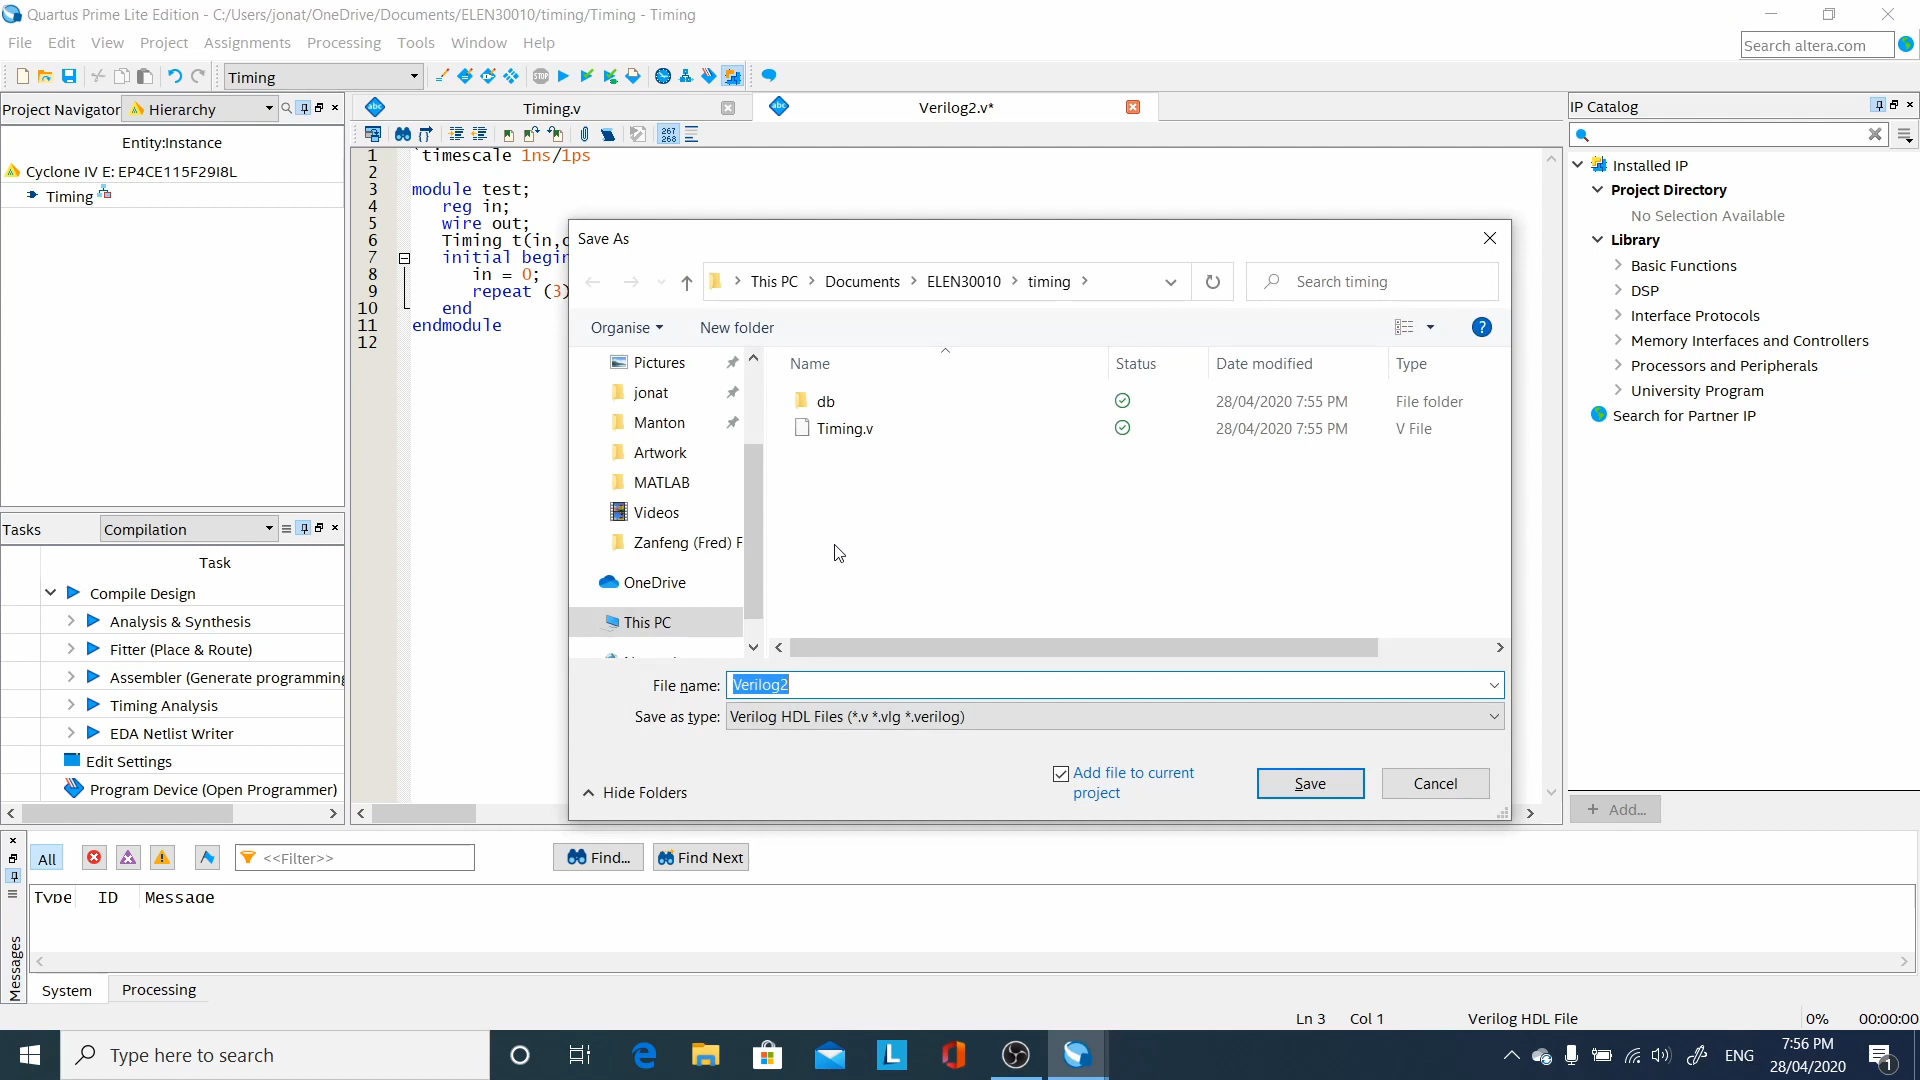 Quartus Prime Lite Edition - C:/Users/jonat/OneDrive/Documents/ELEN30010/timing/Timing - Timing
File Edit View Project Assignments Processing Tools Window Help
Search altera.com
Timing
Project Navigator Hierarchy
Timing.v
Verilog2.v*
IP Catalog
Entity:Instance
Cyclone IV E: EP4CE115F29I8L
Timing
267
268
1 `timescale 1ns/1ps
2
3 module test;
4 reg in;
5 wire out;
6 Timing t(in,
7 initial begin
8 in = 0;
9 repeat (3)
10 end
11 endmodule
12
Save As
This PC > Documents > ELEN30010 > timing >
Search timing
Organise New folder
Name Status Date modified Type
Pictures
jonat
Manton
Artwork
MATLAB
Videos
Zanfeng (Fred) F
OneDrive
This PC
db 28/04/2020 7:55 PM File folder
Timing.v 28/04/2020 7:55 PM V File
File name: Verilog2
Save as type: Verilog HDL Files (*.v *.vlg *.verilog)
Hide Folders
Add file to current
project
Save
Cancel
Installed IP
Project Directory
No Selection Available
Library
Basic Functions
DSP
Interface Protocols
Memory Interfaces and Controllers
Processors and Peripherals
University Program
Search for Partner IP
+ Add...
Tasks Compilation
Task
Compile Design
Analysis & Synthesis
Fitter (Place & Route)
Assembler (Generate programming
Timing Analysis
EDA Netlist Writer
Edit Settings
Program Device (Open Programmer)
All
<<Filter>>
Find...
Find Next
Type ID Message
Messages
System Processing
Ln 3 Col 1 Verilog HDL File 0% 00:00:00
Type here to search
ENG
7:56 PM
28/04/2020
1